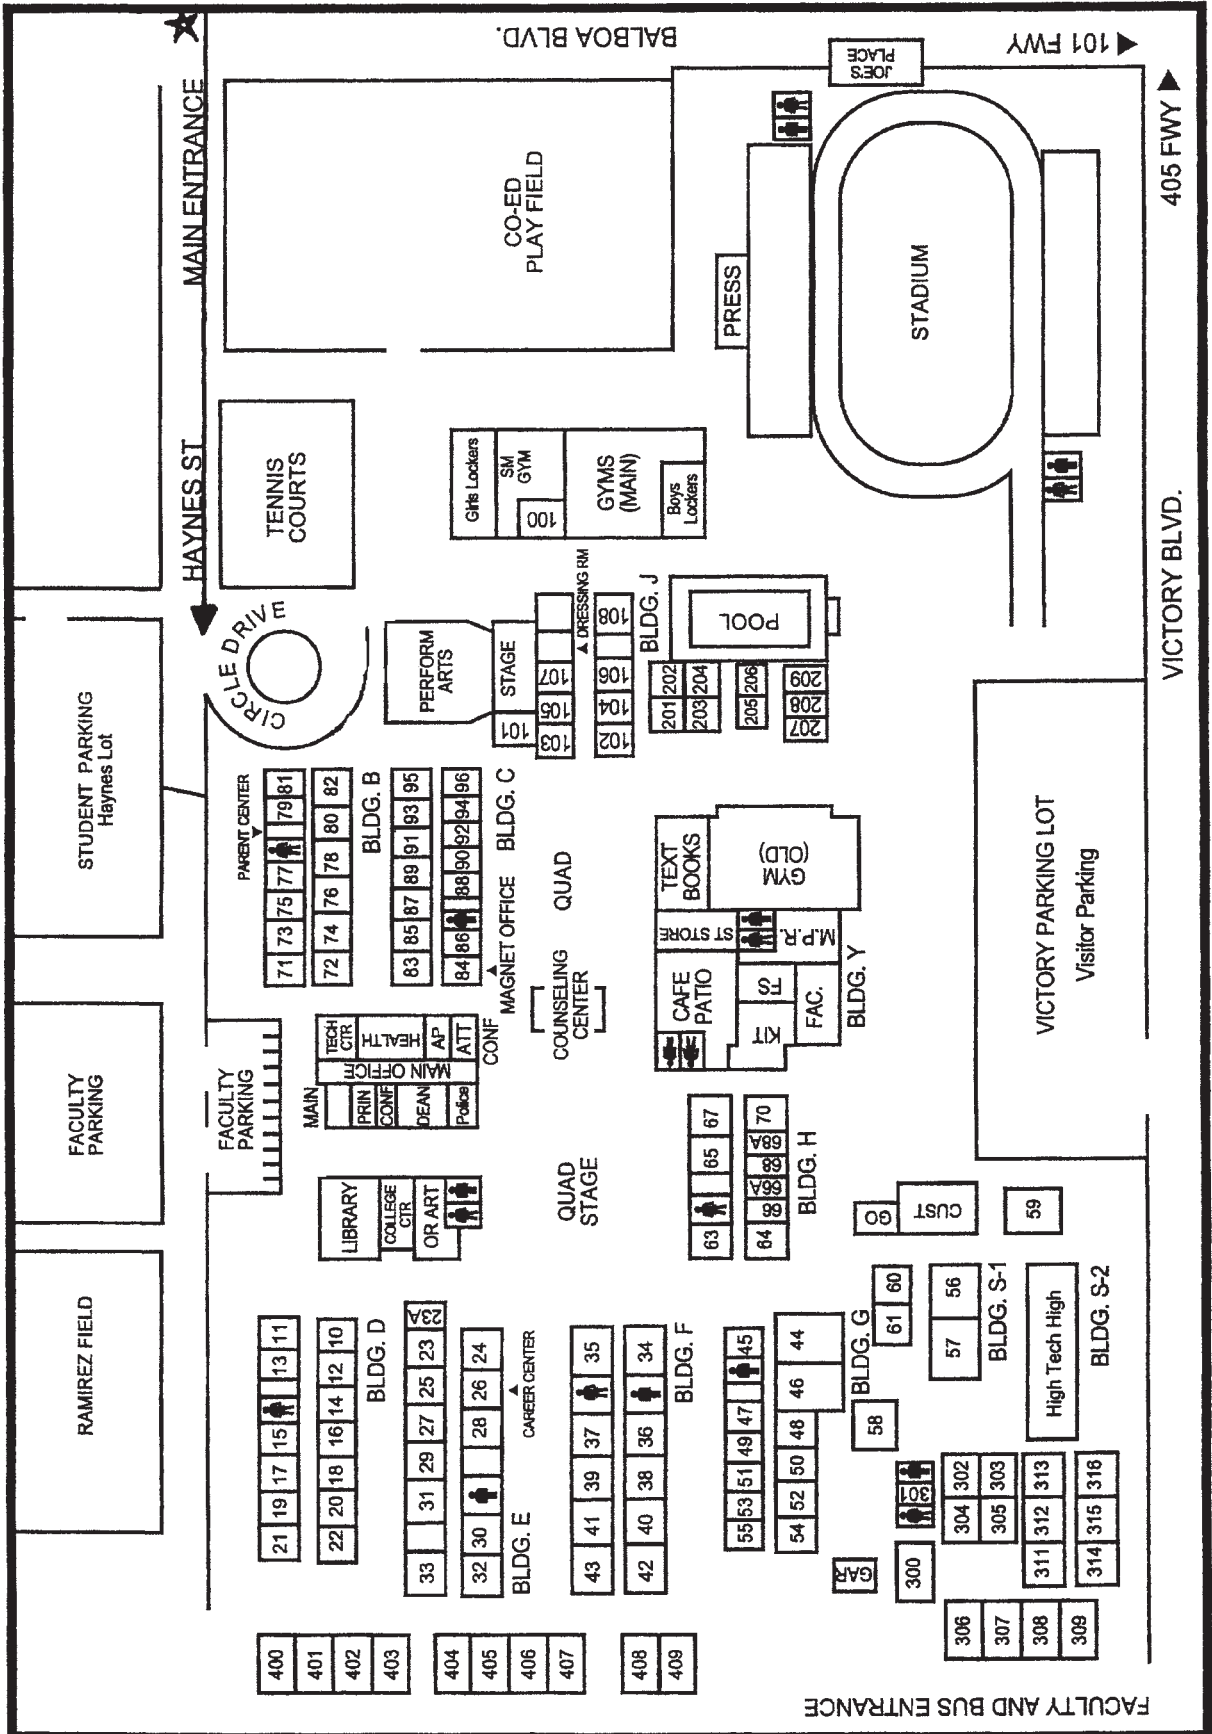 BALBOA BLVD.
101 FWY
405 FWY
MAIN ENTRANCE
HAYNES ST
VICTORY BLVD.
FACULTY AND BUS ENTRANCE
RAMIREZ FIELD
FACULTY
PARKING
STUDENT PARKING
Haynes Lot
FACULTY
PARKING
CIRCLE DRIVE
TENNIS
COURTS
CO-ED
PLAY FIELD
JOE'S
PLACE
PRESS
STADIUM
Girls Lockers
SM
GYM
100
GYMS
(MAIN)
Boys
Lockers
PERFORM
ARTS
STAGE
101
103
105
107
DRESSING RM
102
104
106
108
BLDG. J
POOL
201
202
203
204
205
206
207
208
209
PARENT CENTER
71
73
75
77
79
81
72
74
76
78
80
82
BLDG. B
83
85
87
89
91
93
95
84
86
88
90
92
94
96
MAGNET OFFICE
BLDG. C
QUAD
COUNSELING
CENTER
MAIN
TECH
CTR
HEALTH
AP
ATT
CONF
MAIN OFFICE
PRIN
CONF
DEAN
Police
LIBRARY
COLLEGE
CTR
OR ART
QUAD
STAGE
TEXT
BOOKS
GYM
(OLD)
ST STORE
M.P.R.
CAFE
PATIO
TS
KIT
FAC.
BLDG. Y
VICTORY PARKING LOT
Visitor Parking
63
65
67
64
66
66A
68
68A
70
BLDG. H
GO
CUST
59
21
19
17
15
13
11
22
20
18
16
14
12
10
BLDG. D
33
31
29
27
25
23
23A
32
30
28
26
24
BLDG. E
CAREER CENTER
43
41
39
37
35
42
40
38
36
34
BLDG. F
55
53
51
49
47
45
54
52
50
48
46
44
BLDG. G
58
61
60
57
56
BLDG. S-1
High Tech High
BLDG. S-2
GAR
300
301
304
302
305
303
311
312
313
314
315
316
306
307
308
309
400
401
402
403
404
405
406
407
408
409